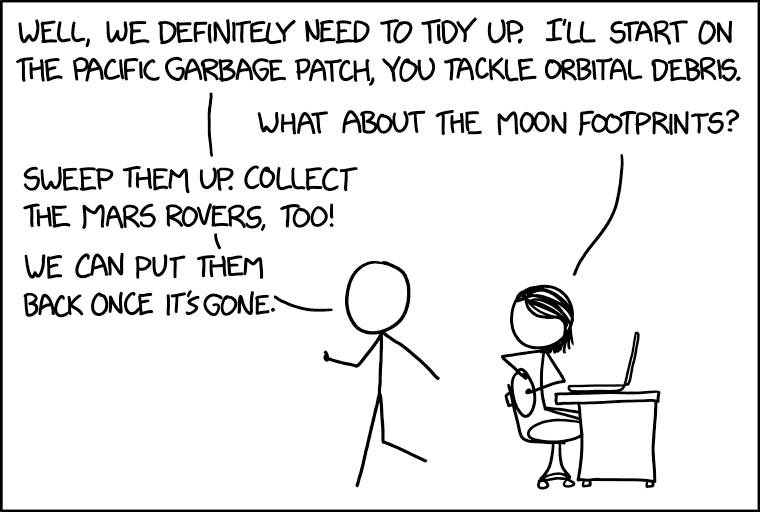 WELL, WE DEFINITELY NEED TO TIDY UP. I'LL START ON
THE PACIFIC GARBAGE PATCH, YOU TACKLE ORBITAL DEBRIS.
WHAT ABOUT THE MOON FOOTPRINTS?
SWEEP THEM UP. COLLECT
THE MARS ROVERS, TOO!
WE CAN PUT THEM
BACK ONCE IT'S GONE.